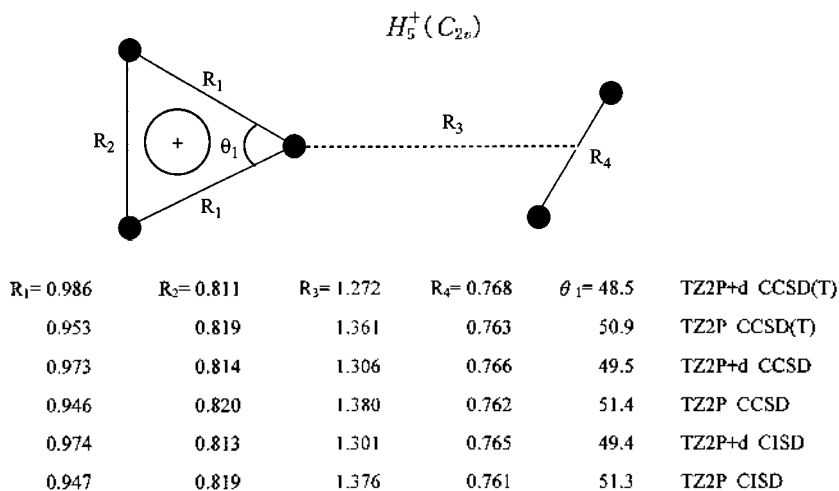 H₅⁺(C₂ᵥ)
R₁
R₂
+
θ₁
R₁
R₃
R₄
R₁= 0.986 R₂= 0.811 R₃= 1.272 R₄= 0.768 θ₁= 48.5 TZ2P+d CCSD(T)
0.953 0.819 1.361 0.763 50.9 TZ2P CCSD(T)
0.973 0.814 1.306 0.766 49.5 TZ2P+d CCSD
0.946 0.820 1.380 0.762 51.4 TZ2P CCSD
0.974 0.813 1.301 0.765 49.4 TZ2P+d CISD
0.947 0.819 1.376 0.761 51.3 TZ2P CISD